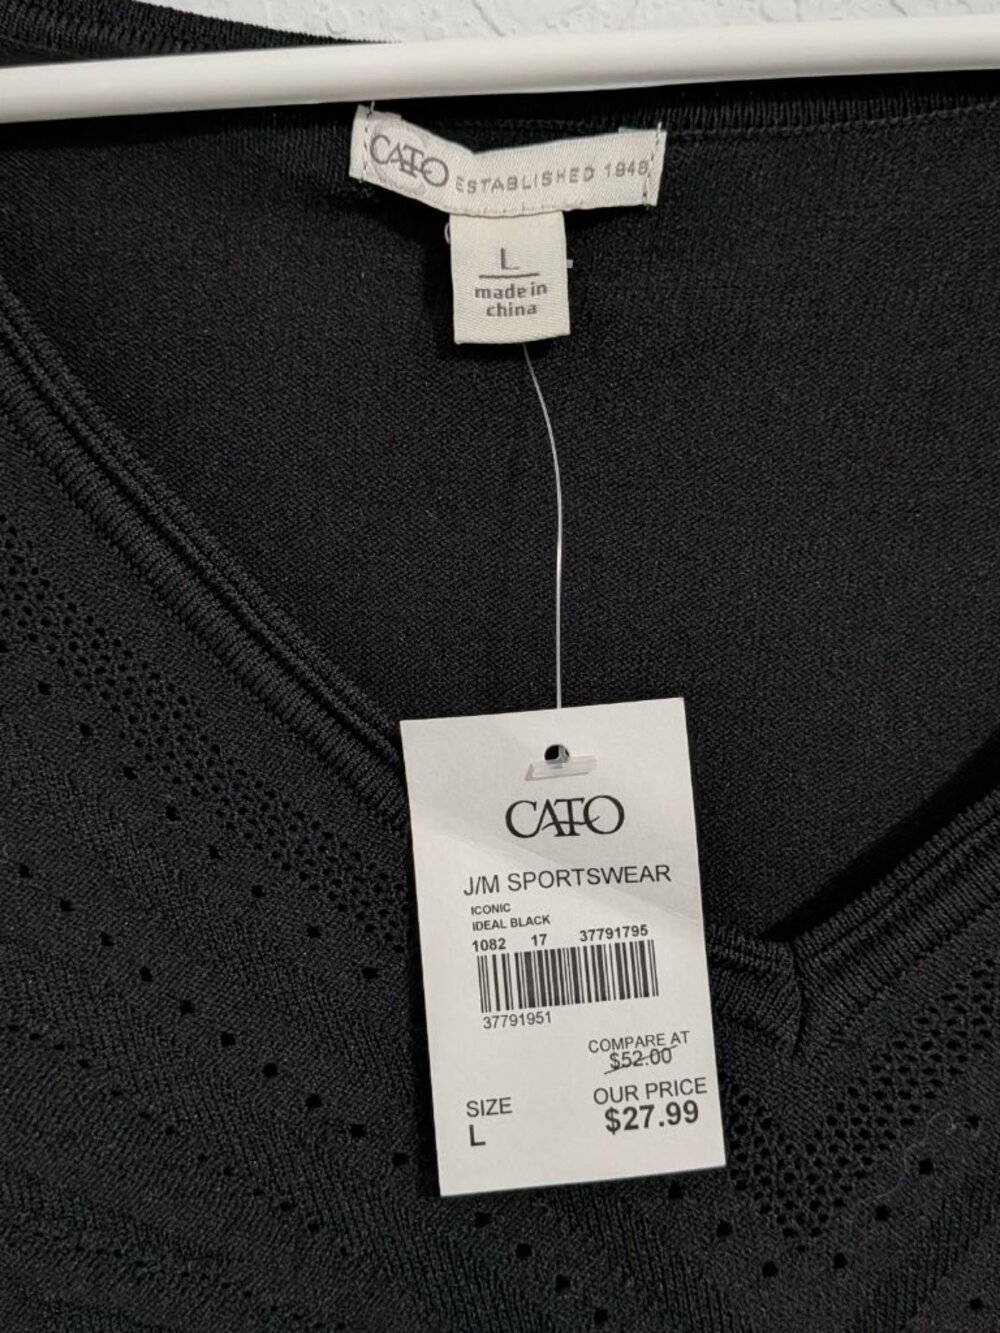 CATO ESTABLISHED 1946
L
made in
china
CATO
J/M SPORTSWEAR
ICONIC
IDEAL BLACK
1082 17 37791795
37791951
COMPARE AT
$52.00
OUR PRICE
$27.99
SIZE
L